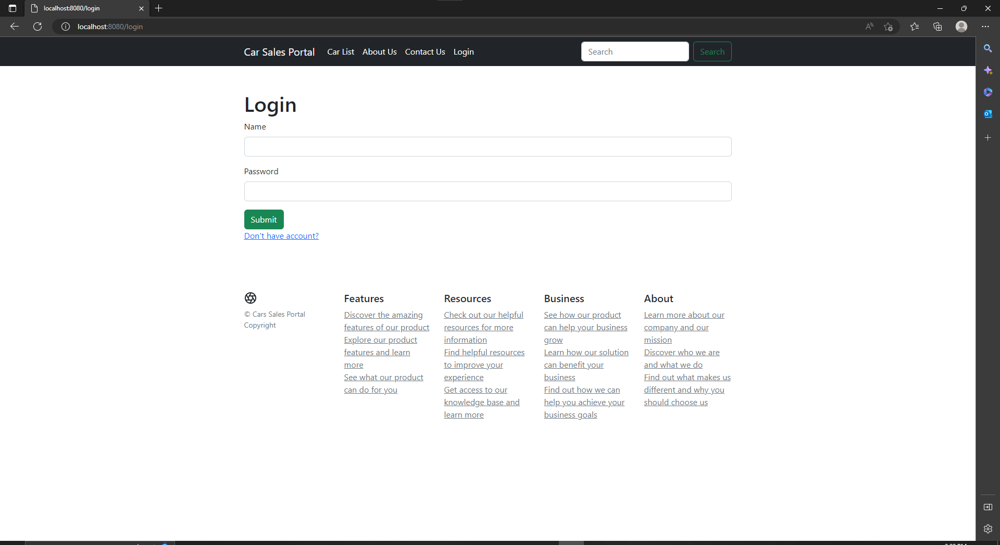 localhost:8080/login
localhost:8080/login
Car Sales Portal Car List About Us Contact Us Login Search Search
Login
Name
Password
Submit
Don't have account?
© Cars Sales Portal
Copyright
Features
Discover the amazing
features of our product
Explore our product
features and learn
more
See what our product
can do for you
Resources
Check out our helpful
resources for more
information
Find helpful resources
to improve your
experience
Get access to our
knowledge base and
learn more
Business
See how our product
can help your business
grow
Learn how our solution
can benefit your
business
Find out how we can
help you achieve your
business goals
About
Learn more about our
company and our
mission
Discover who we are
and what we do
Find out what makes us
different and why you
should choose us